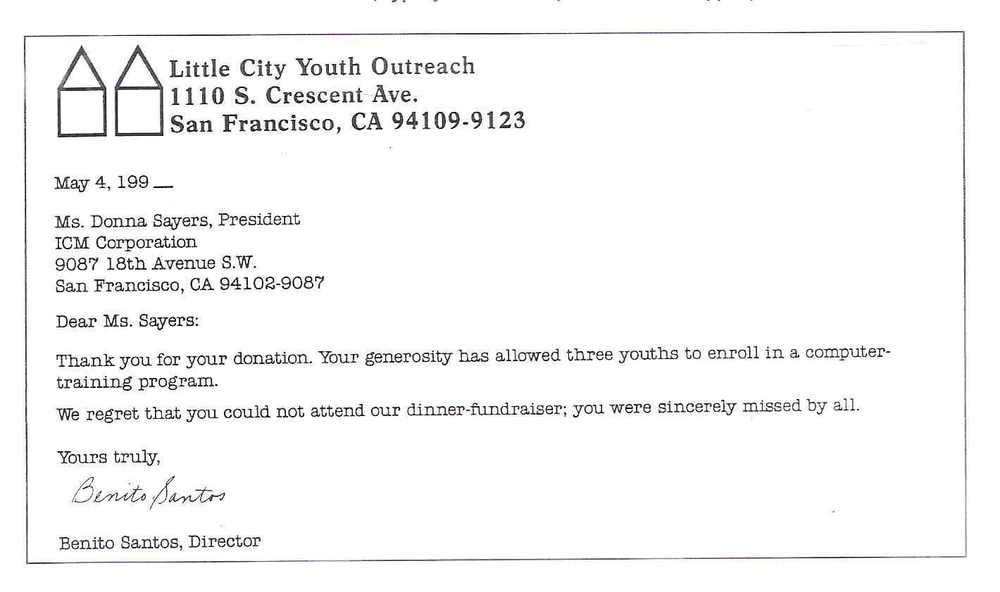 Little City Youth Outreach
1110 S. Crescent Ave.
San Francisco, CA 94109-9123
May 4, 199__
Ms. Donna Sayers, President
ICM Corporation
9087 18th Avenue S.W.
San Francisco, CA 94102-9087
Dear Ms. Sayers:
Thank you for your donation. Your generosity has allowed three youths to enroll in a computer-
training program.
We regret that you could not attend our dinner-fundraiser; you were sincerely missed by all.
Yours truly,
Benito Santos
Benito Santos, Director